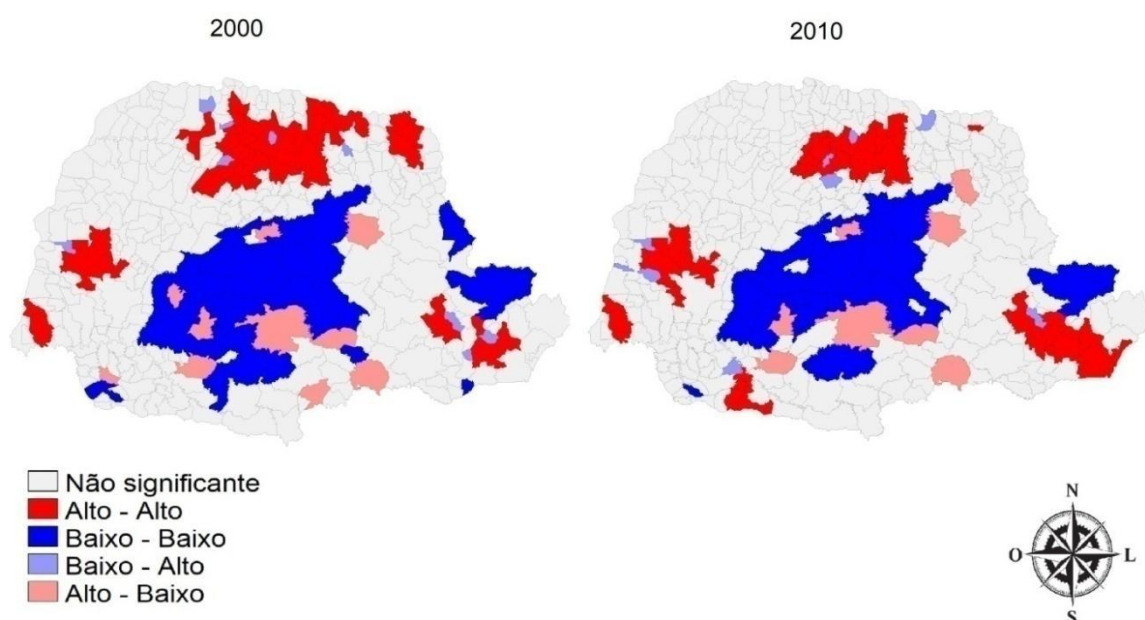 2000
2010
Não significante
Alto - Alto
Baixo - Baixo
Baixo - Alto
Alto - Baixo
N
O
L
S